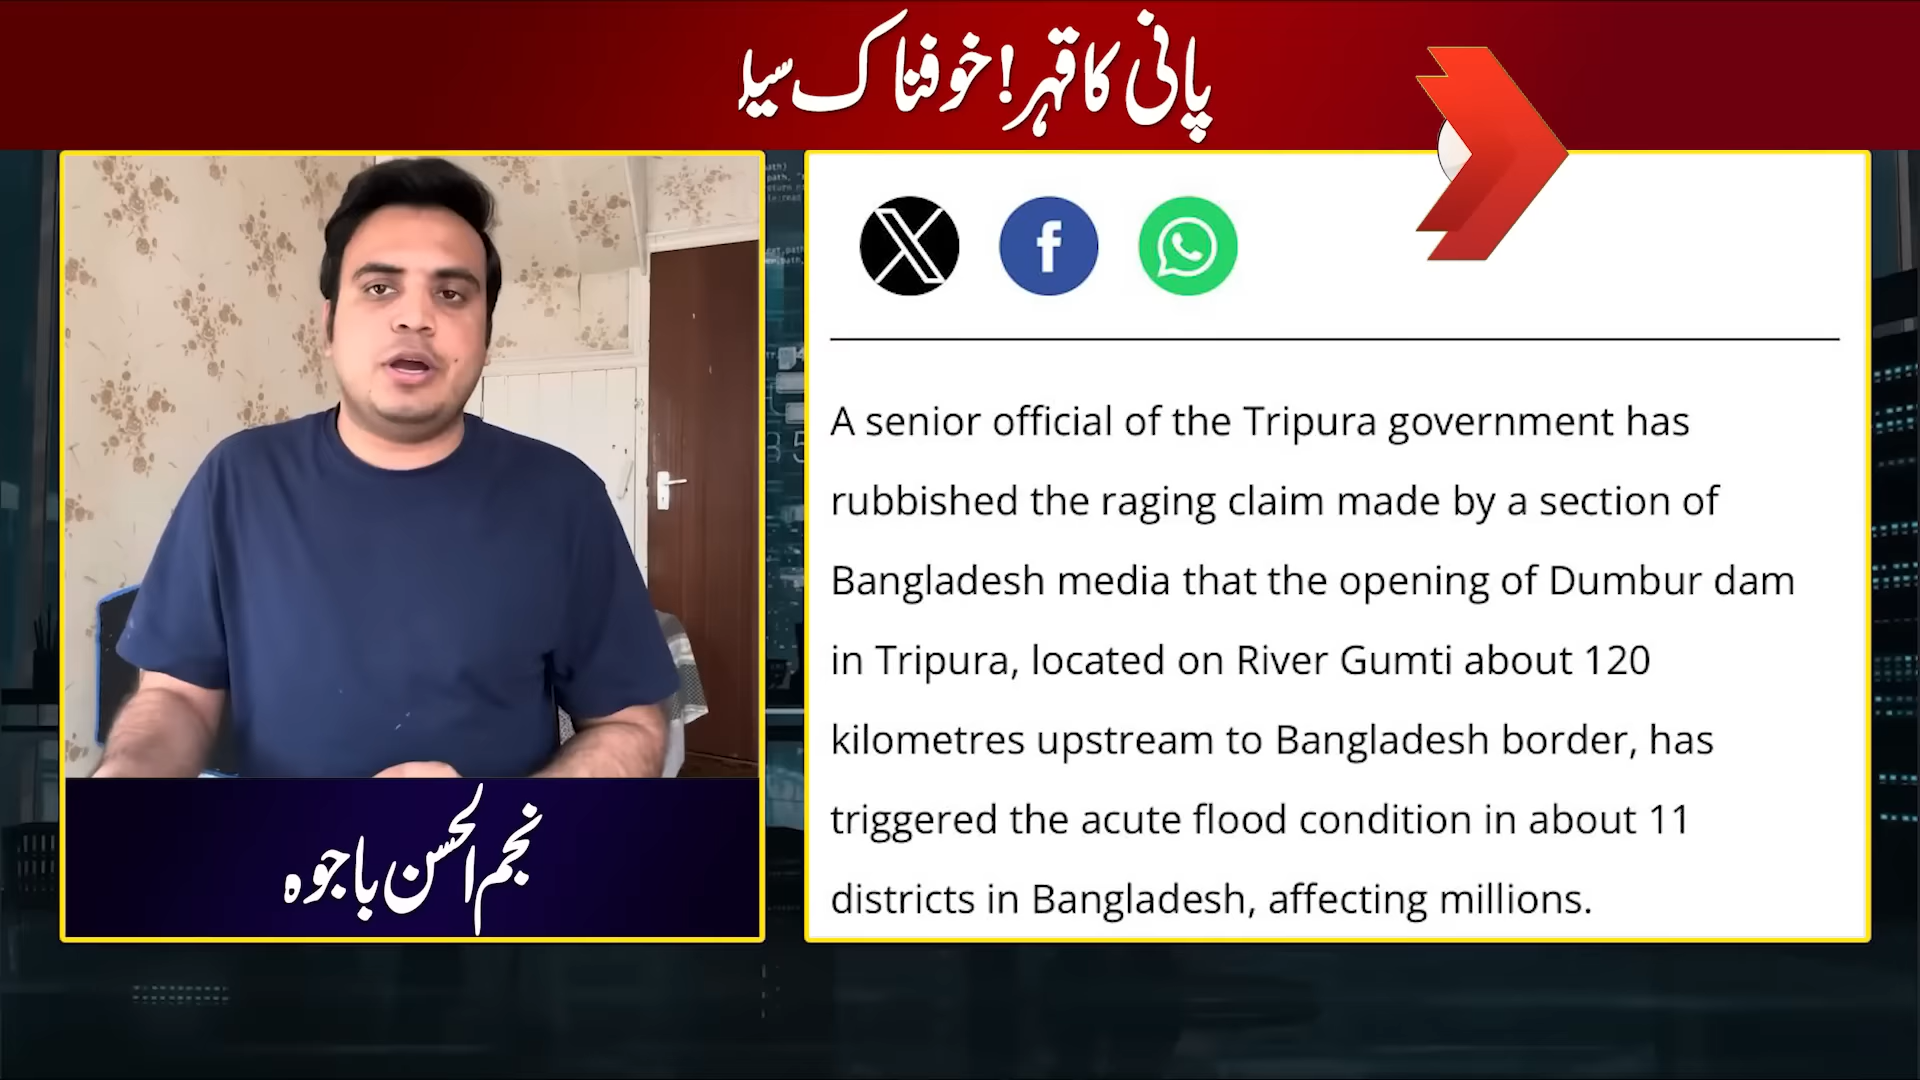 پانی کا قہر! خوفناک سیلا
A senior official of the Tripura government has
rubbished the raging claim made by a section of
Bangladesh media that the opening of Dumbur dam
in Tripura, located on River Gumti about 120
kilometres upstream to Bangladesh border, has
triggered the acute flood condition in about 11
districts in Bangladesh, affecting millions.
نجم الحسن باجوہ